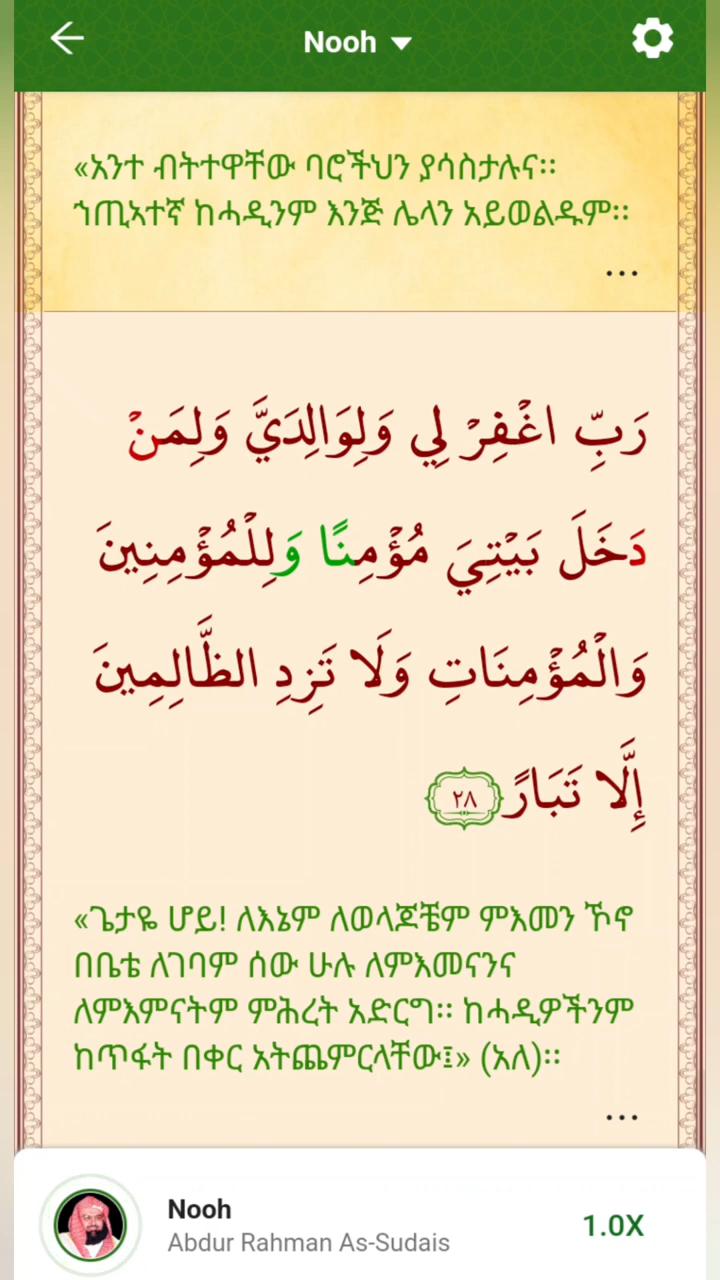 Nooh
«አንተ ብትተዋቸው ባሮችህን ያሳስታሉና፡፡
ኀጢኣተኛ ከሓዲንም እንጅ ሌላን አይወልዱም፡፡
...
رَبِّ اغْفِرْ لِي وَلِوَالِدَيَّ وَلِمَنْ
دَخَلَ بَيْتِيَ مُؤْمِنًا وَلِلْمُؤْمِنِينَ
وَالْمُؤْمِنَاتِ وَلَا تَزِدِ الظَّالِمِينَ
إِلَّا تَبَارً ٢٨
«ጌታዬ ሆይ! ለእኔም ለወላጆቼም ምእመን ኾኖ
በቤቴ ለገባም ሰው ሁሉ ለምእመናንና
ለምእምናትም ምሕረት አድርግ፡፡ ከሓዲዎችንም
ከጥፋት በቀር አትጨምርላቸው፤» (አለ)፡፡
...
Nooh
Abdur Rahman As-Sudais
1.0X